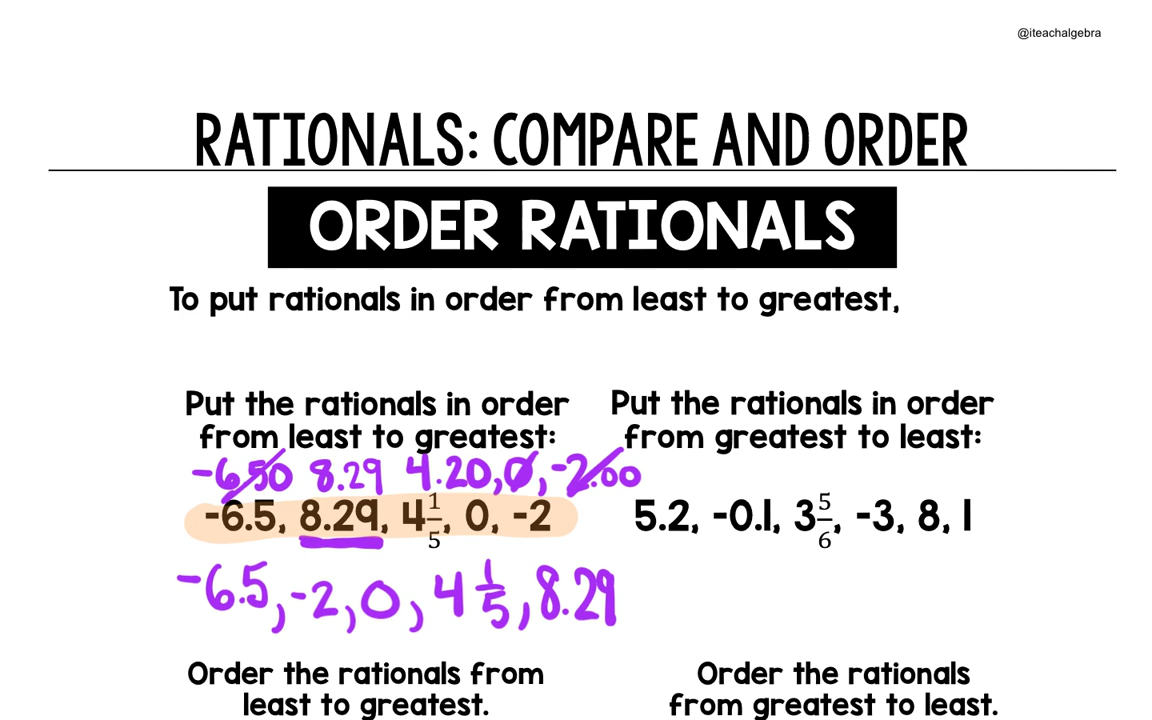 @iteachalgebra
RATIONALS: COMPARE AND ORDER
ORDER RATIONALS
To put rationals in order from least to greatest,
Put the rationals in order
from least to greatest:
-6.50 8.29 4.20, 0, -2.00
-6.5, 8.29, 4 1/5, 0, -2
-6.5, -2, 0, 4 1/5, 8.29
Put the rationals in order
from greatest to least:
5.2, -0.1, 3 5/6, -3, 8, 1
Order the rationals from
least to greatest.
Order the rationals
from greatest to least.